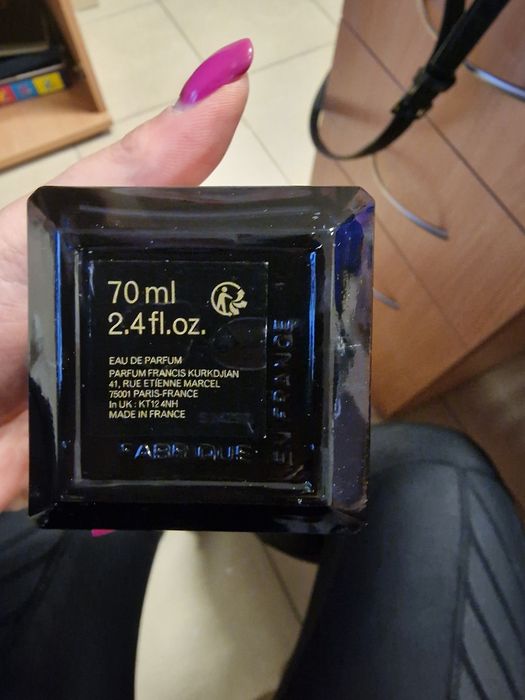 70 ml
2.4 fl.oz.
EAU DE PARFUM
PARFUM FRANCIS KURKDJIAN
41, RUE ETIENNE MARCEL
75001 PARIS-FRANCE
In UK : KT12 4NH
MADE IN FRANCE
FABRIQUE
EN FRANCE